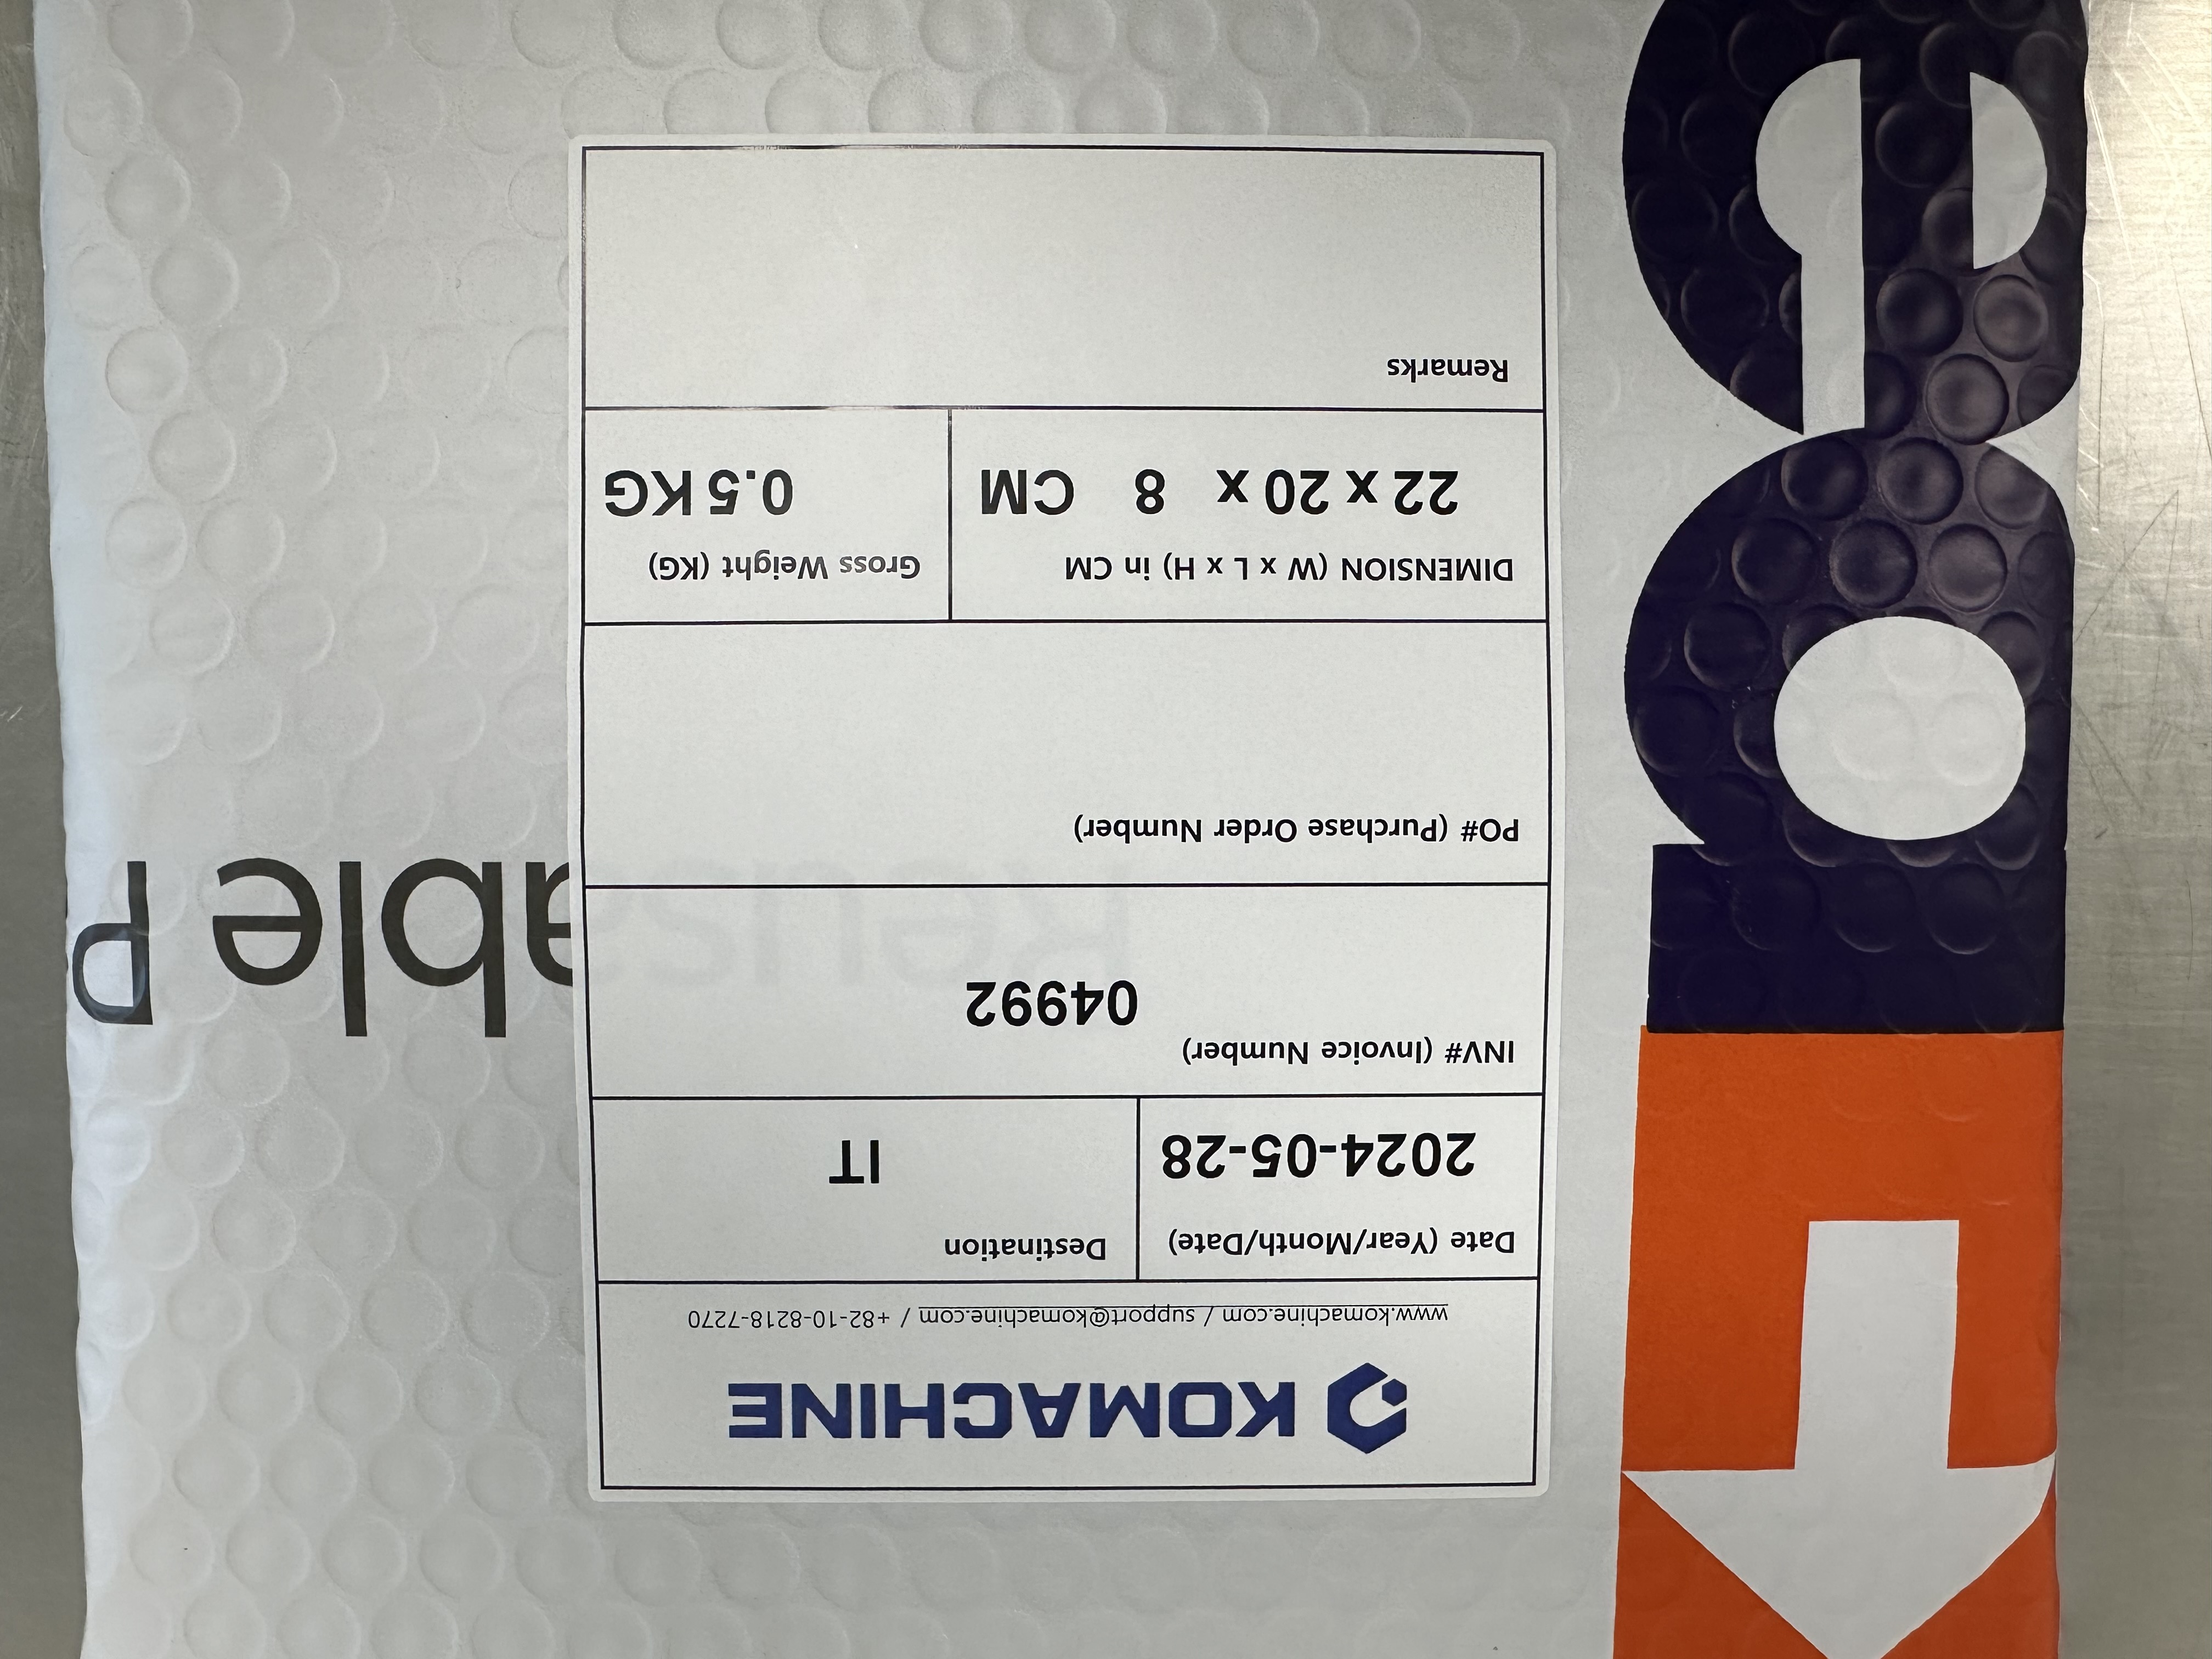 KOMACHINE
www.komachine.com / support@komachine.com / +82-10-8218-7270
Date (Year/Month/Date)
Destination
2024-05-28
IT
INV# (Invoice Number)
04992
PO# (Purchase Order Number)
DIMENSION (W x L x H) in CM
Gross Weight (KG)
22 x 20 x 8 CM
0.5 KG
Remarks
Reusable P